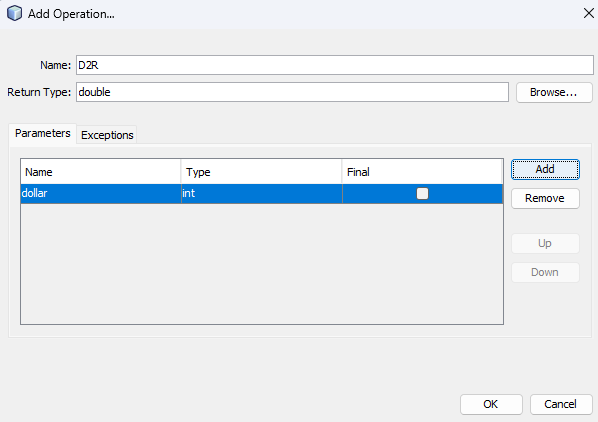 Add Operation...
Name: D2R
Return Type: double Browse...
Parameters Exceptions
Name Type Final Add
dollar int Remove
Up
Down
OK Cancel